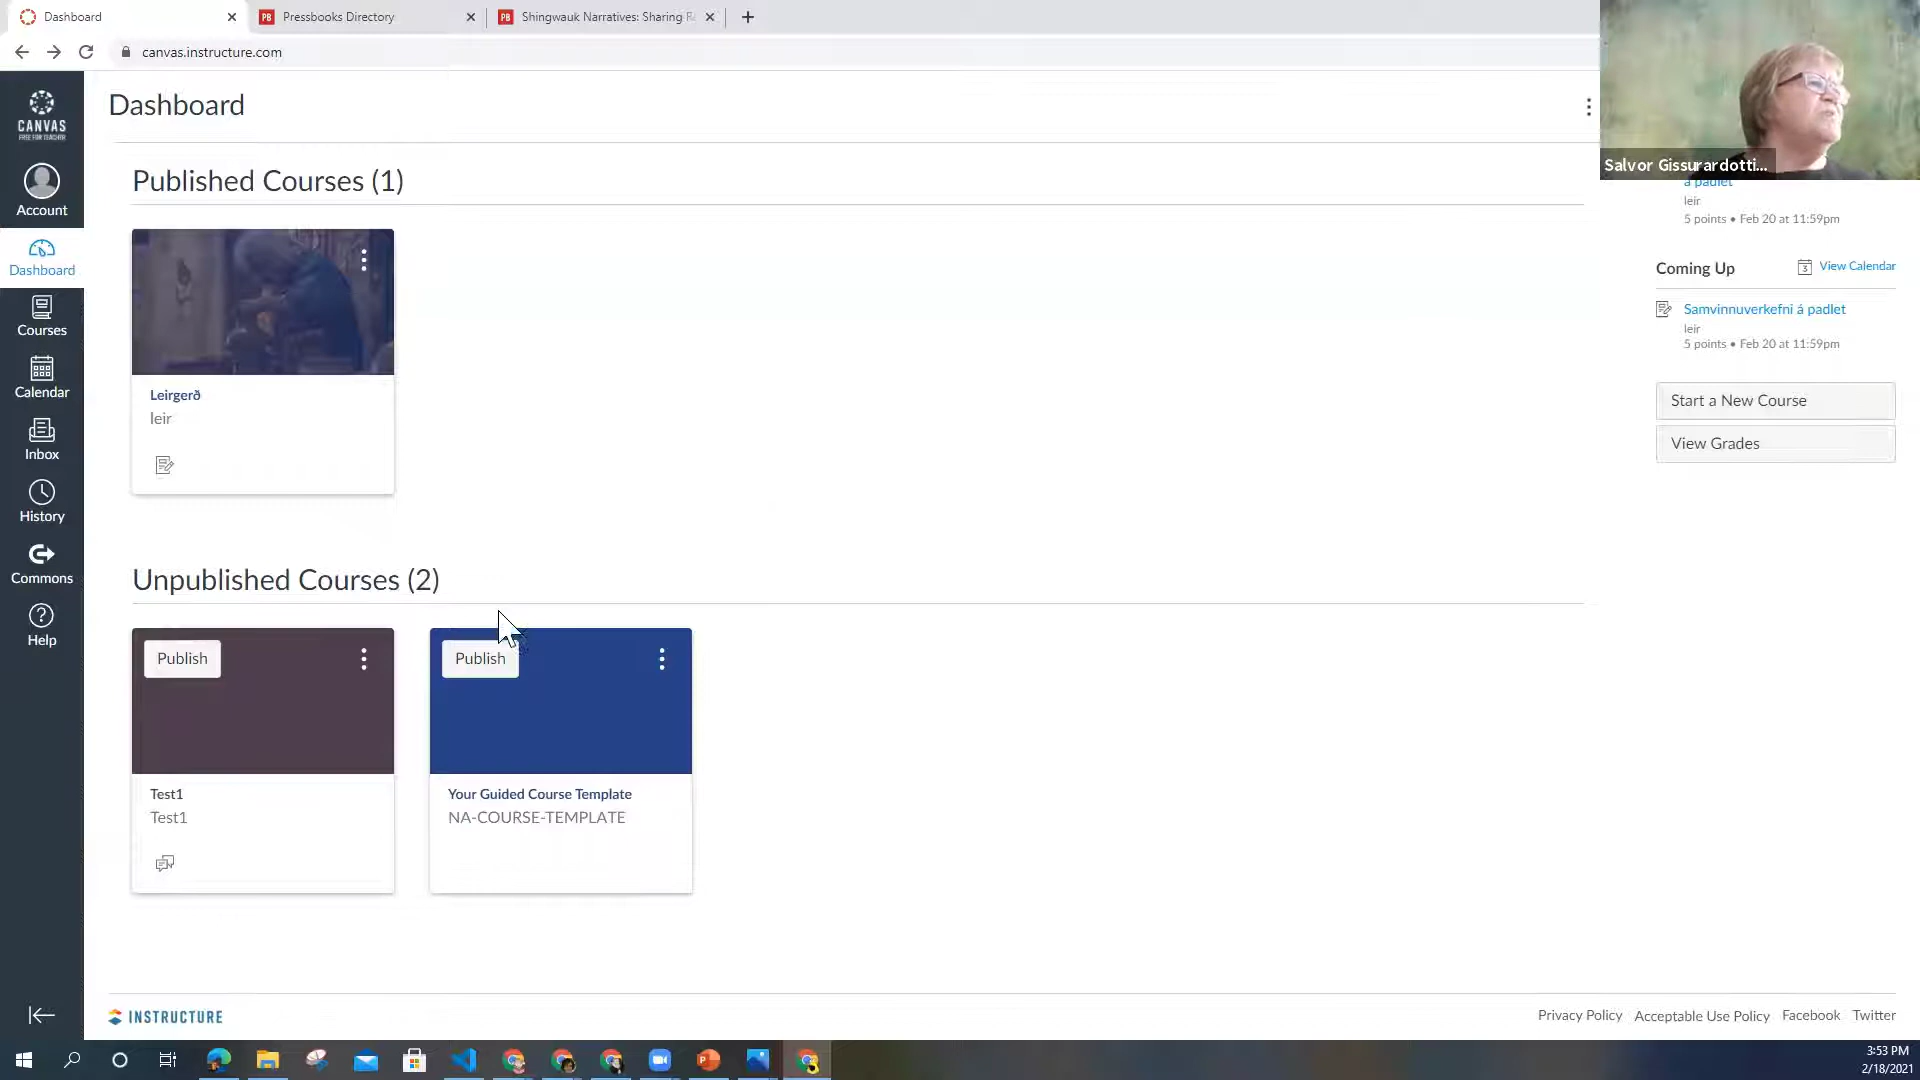 Dashboard
Pressbooks Directory
Shingwauk Narratives: Sharing R
canvas.instructure.com
CANVAS
FREE FOR TEACHER
Account
Dashboard
Courses
Calendar
Inbox
History
Commons
Help
Dashboard
Published Courses (1)
Leirgerð
leir
Unpublished Courses (2)
Publish
Test1
Test1
Publish
Your Guided Course Template
NA-COURSE-TEMPLATE
Salvor Gissurardotti...
á padlet
leir
5 points • Feb 20 at 11:59pm
Coming Up
View Calendar
Samvinnuverkefni á padlet
leir
5 points • Feb 20 at 11:59pm
Start a New Course
View Grades
INSTRUCTURE
Privacy Policy
Acceptable Use Policy
Facebook
Twitter
3:53 PM
2/18/2021